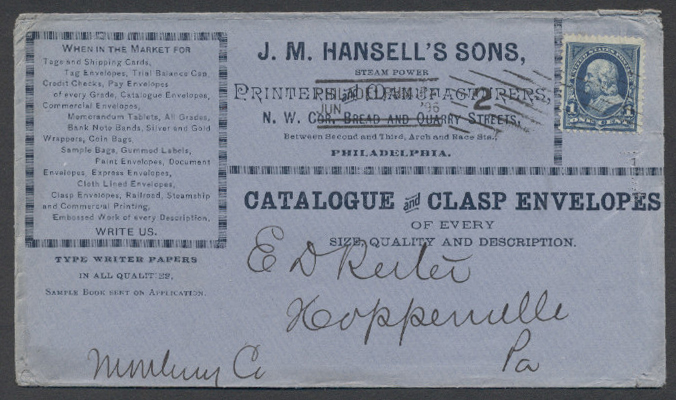 WHEN IN THE MARKET FOR
Tags and Shipping Cards,
Tag Envelopes, Trial Balance Cap,
Credit Checks, Pay Envelopes
of every Grade, Catalogue Envelopes,
Commercial Envelopes,
Memorandum Tablets, All Grades,
Bank Note Bands, Silver and Gold
Wrappers, Coin Bags,
Sample Bags, Gummed Labels,
Paint Envelopes, Document
Envelopes, Express Envelopes,
Cloth Lined Envelopes,
Clasp Envelopes, Railroad, Steamship
and Commercial Printing,
Embossed Work of every Description,
WRITE US.
TYPE WRITER PAPERS
IN ALL QUALITIES,
SAMPLE BOOK SENT ON APPLICATION.
J. M. HANSELL'S SONS,
STEAM POWER
PRINTERS and MANUFACTURERS,
N. W. COR. BREAD AND QUARRY STREETS,
Between Second and Third, Arch and Race Sts.,
PHILADELPHIA.
JUN
96
2
CATALOGUE and CLASP ENVELOPES
OF EVERY
SIZE, QUALITY AND DESCRIPTION.
E D Reiter
Hoppenville
Pa
Co